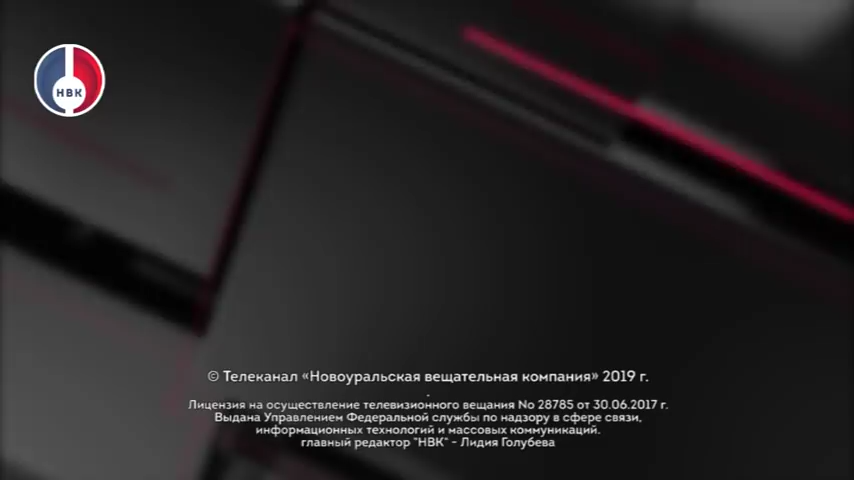 НВК
© Телеканал «Новоуральская вещательная компания» 2019 г.
Лицензия на осуществление телевизионного вещания No 28785 от 30.06.2017 г.
Выдана Управлением Федеральной службы по надзору в сфере связи,
информационных технологий и массовых коммуникаций.
главный редактор "НВК" - Лидия Голубева